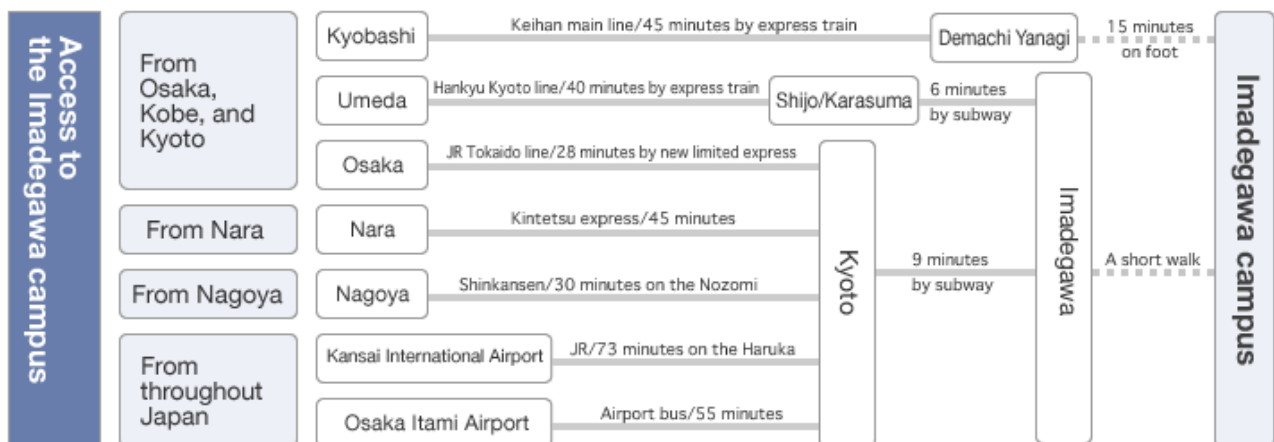 Access to
the Imadegawa campus
From
Osaka,
Kobe, and
Kyoto
Kyobashi
Keihan main line/45 minutes by express train
Demachi Yanagi
15 minutes
on foot
Umeda
Hankyu Kyoto line/40 minutes by express train
Shijo/Karasuma
6 minutes
by subway
Osaka
JR Tokaido line/28 minutes by new limited express
From Nara
Nara
Kintetsu express/45 minutes
From Nagoya
Nagoya
Shinkansen/30 minutes on the Nozomi
From
throughout
Japan
Kansai International Airport
JR/73 minutes on the Haruka
Osaka Itami Airport
Airport bus/55 minutes
Kyoto
9 minutes
by subway
Imadegawa
A short walk
Imadegawa campus